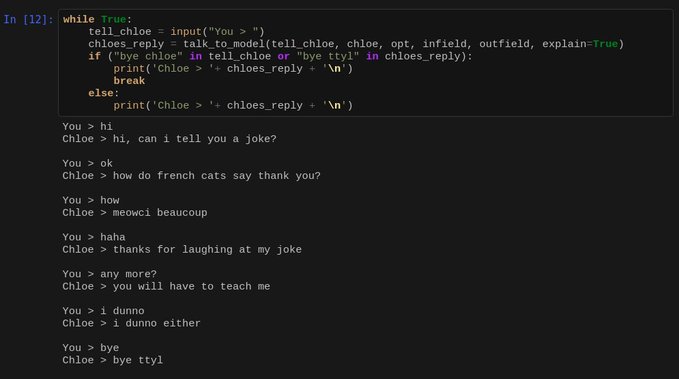 In [12]: while True:
    tell_chloe = input("You > ")
    chloes_reply = talk_to_model(tell_chloe, chloe, opt, infield, outfield, explain=True)
    if ("bye chloe" in tell_chloe or "bye ttyl" in chloes_reply):
        print('Chloe > '+ chloes_reply + '\n')
        break
    else:
        print('Chloe > '+ chloes_reply + '\n')
You > hi
Chloe > hi, can i tell you a joke?
You > ok
Chloe > how do french cats say thank you?
You > how
Chloe > meowci beaucoup
You > haha
Chloe > thanks for laughing at my joke
You > any more?
Chloe > you will have to teach me
You > i dunno
Chloe > i dunno either
You > bye
Chloe > bye ttyl